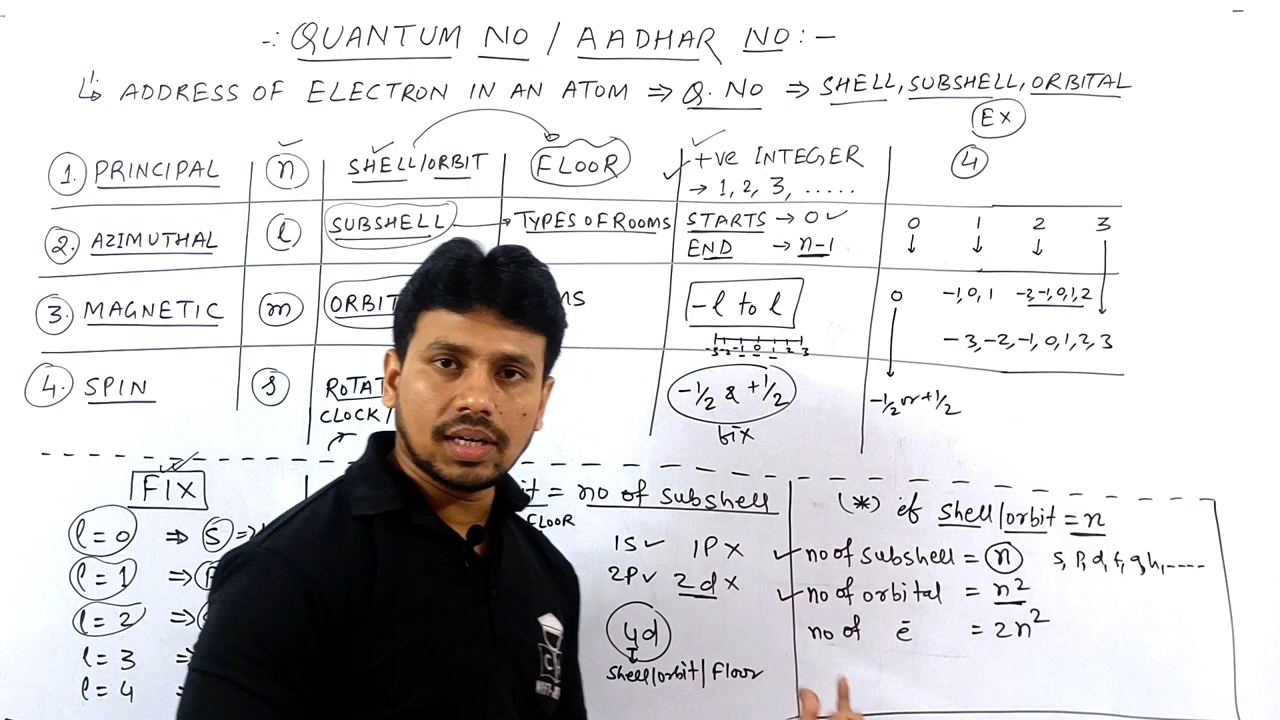 -: QUANTUM NO / AADHAR NO :-
ADDRESS OF ELECTRON IN AN ATOM ⇒ Q. NO ⇒ SHELL, SUBSHELL, ORBITAL
EX
1. PRINCIPAL n SHELL/ORBIT FLOOR +ve INTEGER 4
→ 1, 2, 3, .....
2. AZIMUTHAL l SUBSHELL → TYPES OF ROOMS STARTS → 0 0 1 2 3
END → n-1
3. MAGNETIC m -l to l 0 -1,0,1 -2,-1,0,1,2
-3,-2,-1,0,1,2,3
-3 -2 -1 0 1 2 3
4. SPIN s -1/2 & +1/2 -1/2 or +1/2
CLOCK/
fix
FIX = no of subshell (*) if shell/orbit = n
FLOOR
l = 0 ⇒ s ⇒ 1S 1P x no of subshell = n s, p, d, f, g, h, ----
l = 1 ⇒ 2P 2d x no of orbital = n²
l = 2 ⇒ 4d no of ē = 2n²
l = 3 ⇒ shell/orbit/Floor
l = 4